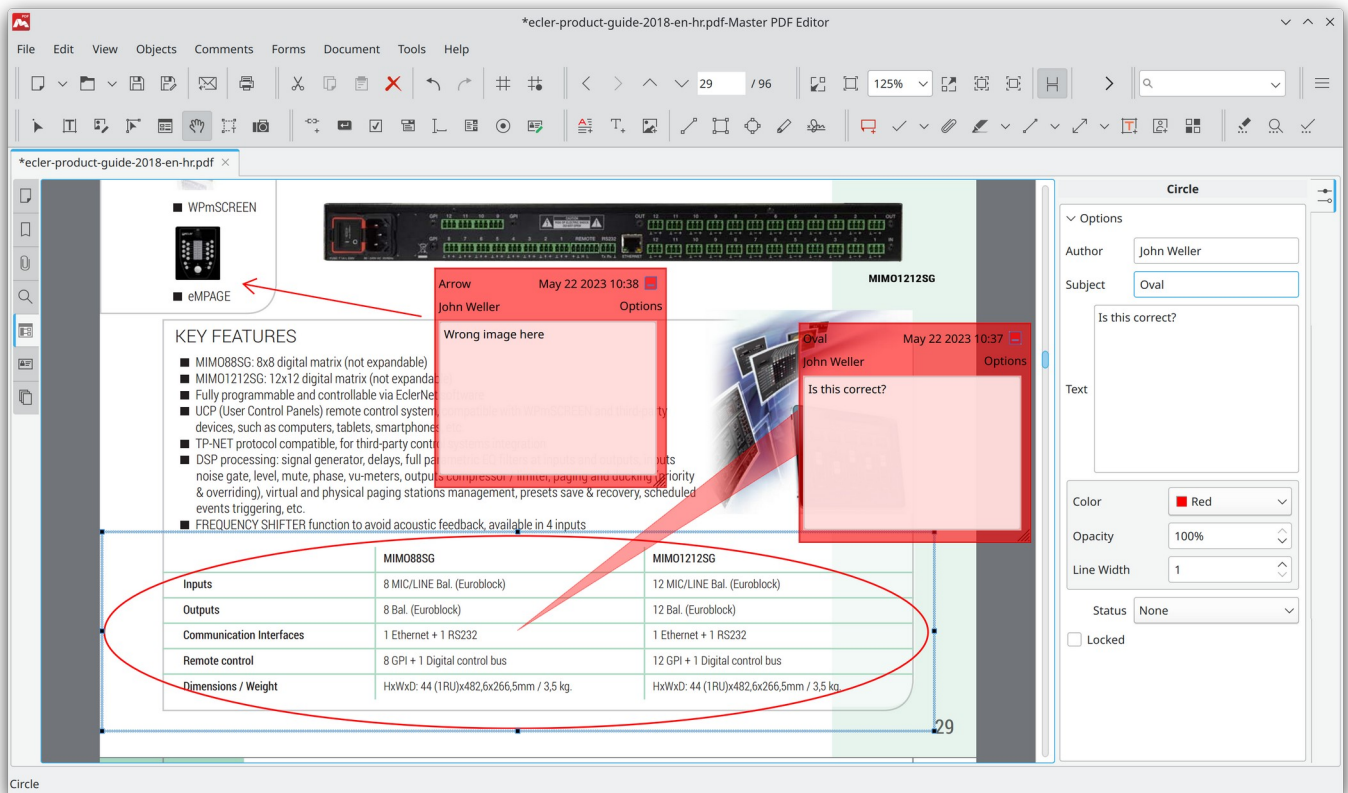 *ecler-product-guide-2018-en-hr.pdf-Master PDF Editor
File Edit View Objects Comments Forms Document Tools Help
29 / 96
125%
*ecler-product-guide-2018-en-hr.pdf
WPmSCREEN
eMPAGE
MIMO1212SG
Arrow May 22 2023 10:38
John Weller Options
Wrong image here
Oval May 22 2023 10:37
John Weller Options
Is this correct?
KEY FEATURES
MIMO88SG: 8x8 digital matrix (not expandable)
MIMO1212SG: 12x12 digital matrix (not expandab
Fully programmable and controllable via EclerNet
UCP (User Control Panels) remote control system, party
devices, such as computers, tablets, smartphones
TP-NET protocol compatible, for third-party contr
DSP processing: signal generator, delays, full par
noise gate, level, mute, phase, vu-meters, outputs compressor / limiter, paging and ducking (priority
& overriding), virtual and physical paging stations management, presets save & recovery, scheduled
events triggering, etc.
FREQUENCY SHIFTER function to avoid acoustic feedback, available in 4 inputs
MIMO88SG MIMO1212SG
Inputs 8 MIC/LINE Bal. (Euroblock) 12 MIC/LINE Bal. (Euroblock)
Outputs 8 Bal. (Euroblock) 12 Bal. (Euroblock)
Communication Interfaces 1 Ethernet + 1 RS232 1 Ethernet + 1 RS232
Remote control 8 GPI + 1 Digital control bus 12 GPI + 1 Digital control bus
Dimensions / Weight HxWxD: 44 (1RU)x482,6x266,5mm / 3,5 kg. HxWxD: 44 (1RU)x482,6x266,5mm / 3,5 kg.
29
Circle
Options
Author John Weller
Subject Oval
Text Is this correct?
Color Red
Opacity 100%
Line Width 1
Status None
Locked
Circle